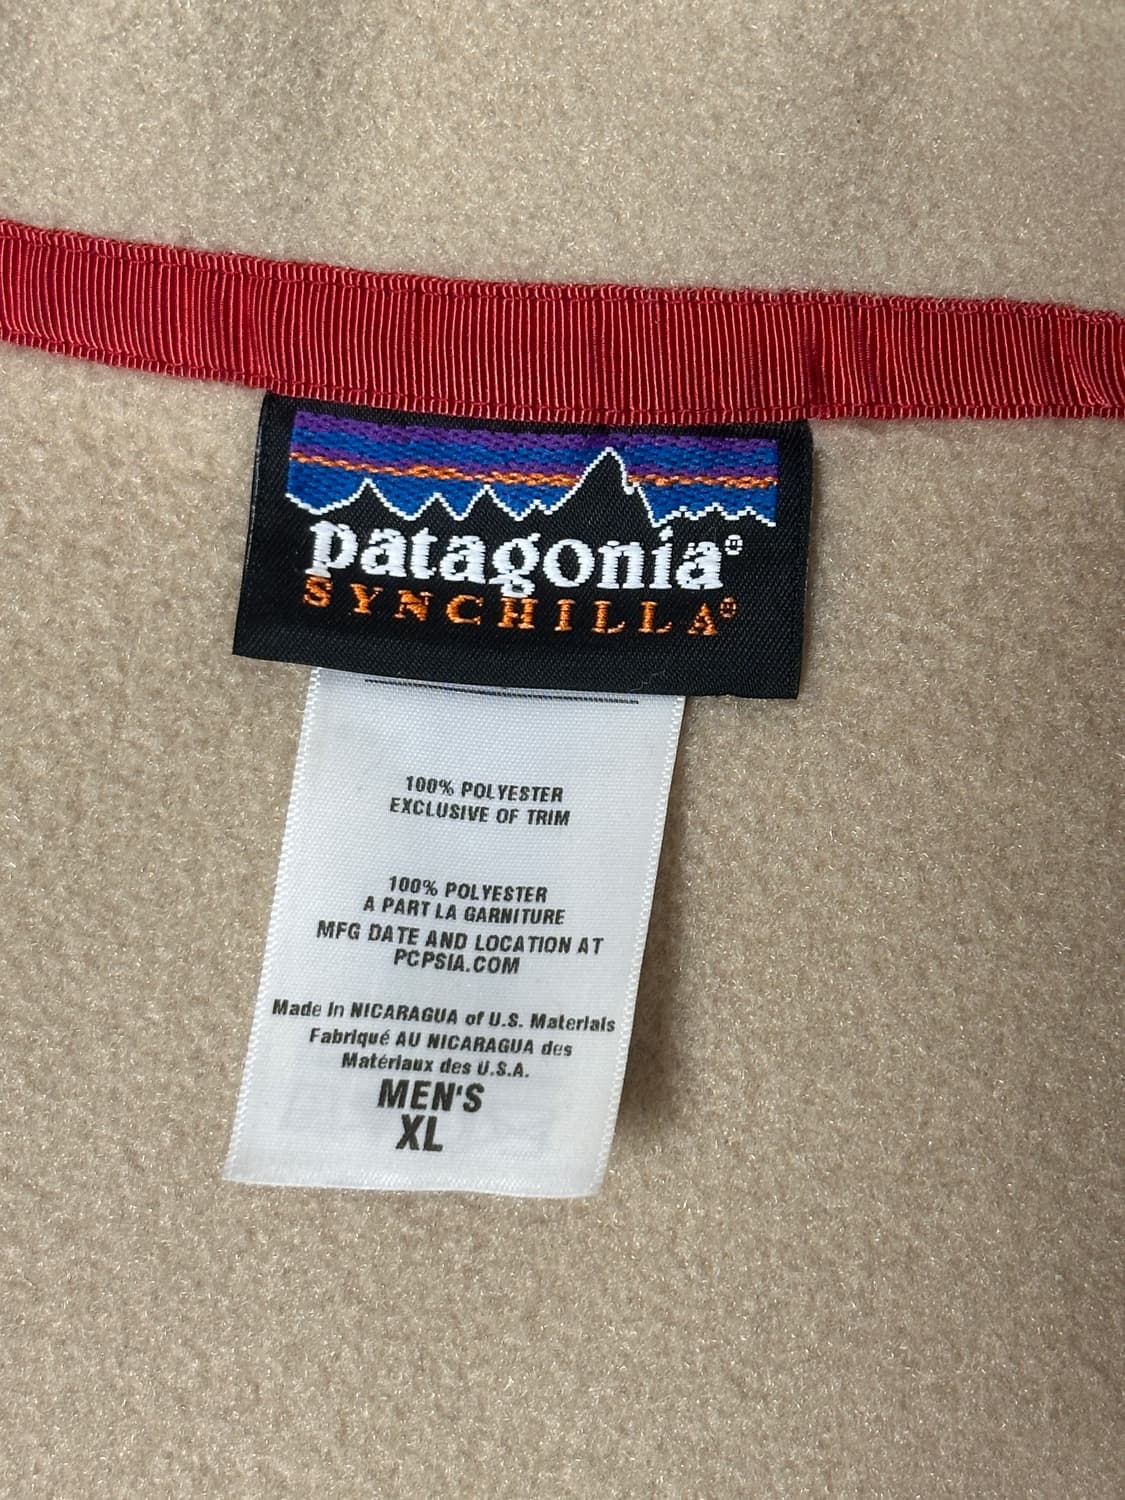 patagonia®
SYNCHILLA®
100% POLYESTER
EXCLUSIVE OF TRIM
100% POLYESTER
A PART LA GARNITURE
MFG DATE AND LOCATION AT
PCPSIA.COM
Made in NICARAGUA of U.S. Materials
Fabriqué AU NICARAGUA des
Matériaux des U.S.A.
MEN'S
XL